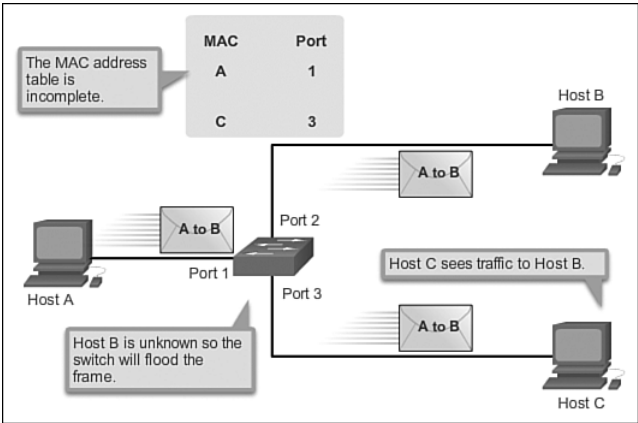 The MAC address
table is
incomplete.
MAC Port
A 1
C 3
Host B
A to B
A to B
Port 2
Port 1
Host A
Port 3
Host C sees traffic to Host B.
A to B
Host B is unknown so the
switch will flood the
frame.
Host C